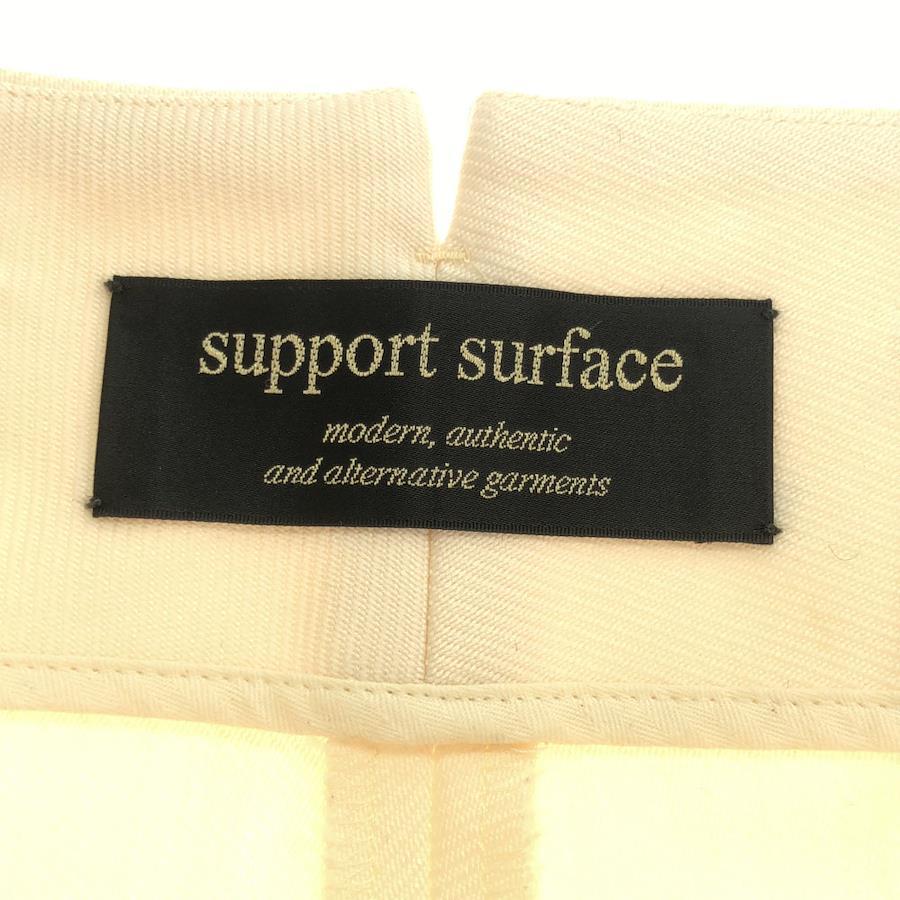 support surface
modern, authentic
and alternative garments